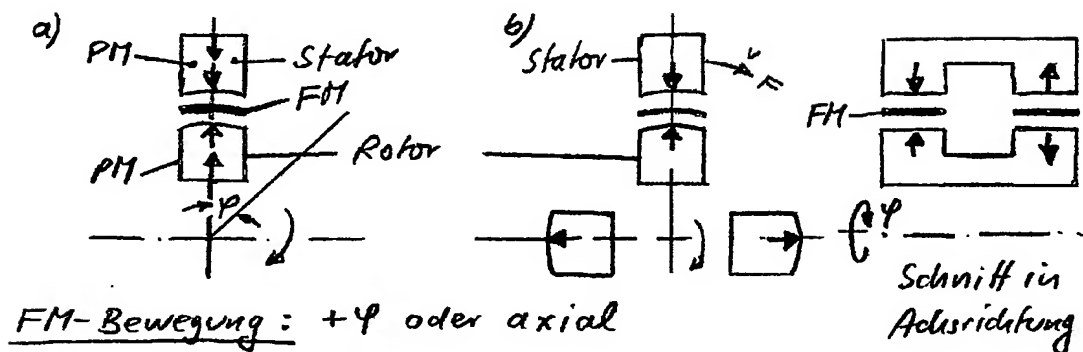 a)
PM
Stator
FM
PM
Rotor
φ
b)
Stator
F
FM
φ
Schnitt in
Achsrichtung
FM-Bewegung: +φ oder axial